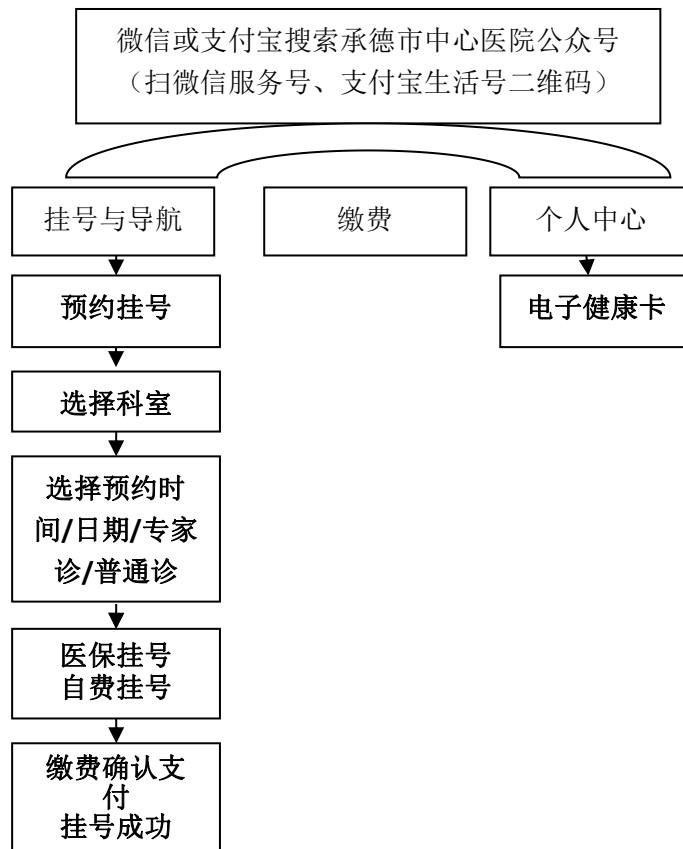 微信或支付宝搜索承德市中心医院公众号
（扫微信服务号、支付宝生活号二维码）
挂号与导航
缴费
个人中心
预约挂号
电子健康卡
选择科室
选择预约时
间/日期/专家
诊/普通诊
医保挂号
自费挂号
缴费确认支
付
挂号成功